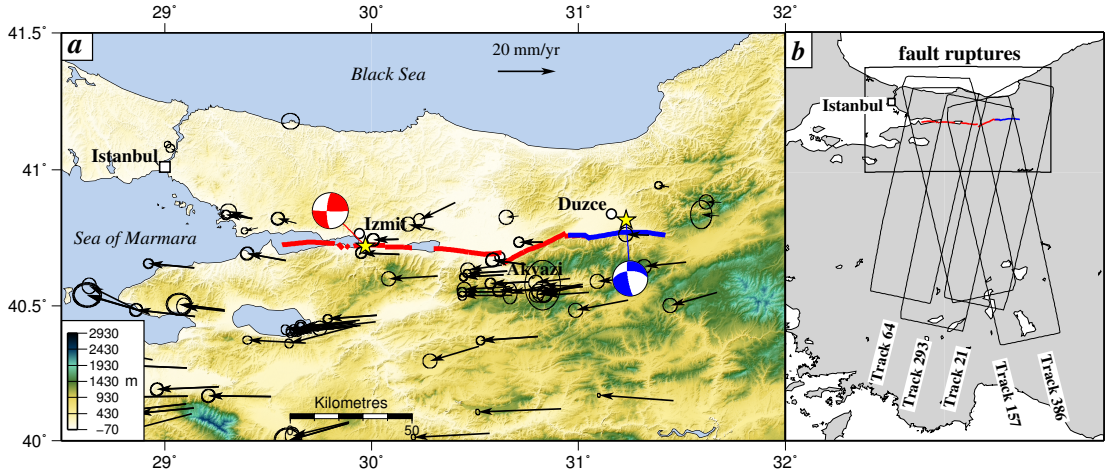 29° 30° 31° 32°
41.5°
a
20 mm/yr
Black Sea
b
fault ruptures
Istanbul
41°
Istanbul
Duzce
Izmit
Sea of Marmara
Akyazi
40.5°
2930
2430
1930
1430 m
930
430
−70
Kilometres
0 50
40°
29° 30° 31° 32°
Track 64
Track 293
Track 21
Track 157
Track 386